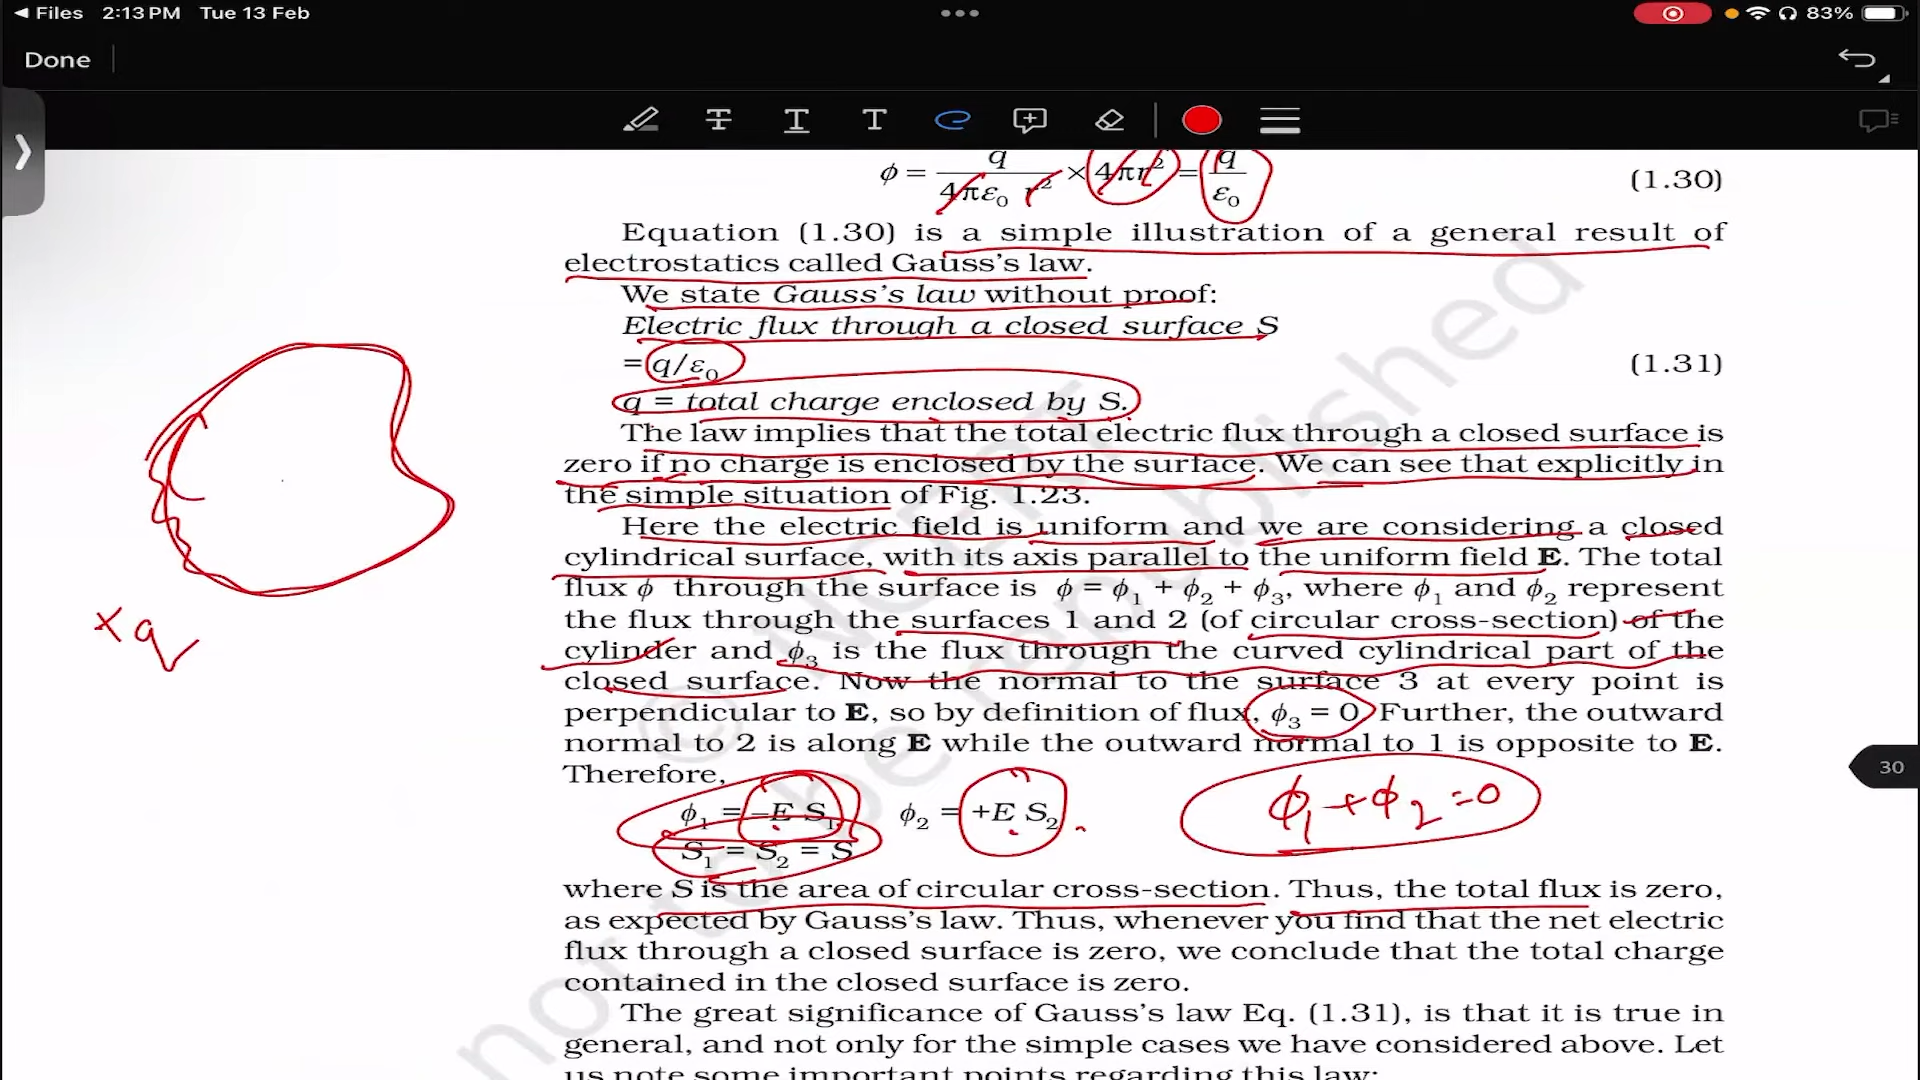 Files 2:13 PM Tue 13 Feb
83%
Done
ϕ = q / 4πε₀ r² × 4πr² = q / ε₀ (1.30)
Equation (1.30) is a simple illustration of a general result of
electrostatics called Gauss's law.
We state Gauss's law without proof:
Electric flux through a closed surface S
= q/ε₀ (1.31)
q = total charge enclosed by S.
The law implies that the total electric flux through a closed surface is
zero if no charge is enclosed by the surface. We can see that explicitly in
the simple situation of Fig. 1.23.
Here the electric field is uniform and we are considering a closed
cylindrical surface, with its axis parallel to the uniform field E. The total
flux ϕ through the surface is ϕ = ϕ₁ + ϕ₂ + ϕ₃, where ϕ₁ and ϕ₂ represent
the flux through the surfaces 1 and 2 (of circular cross-section) of the
cylinder and ϕ₃ is the flux through the curved cylindrical part of the
closed surface. Now the normal to the surface 3 at every point is
perpendicular to E, so by definition of flux, ϕ₃ = 0. Further, the outward
normal to 2 is along E while the outward normal to 1 is opposite to E.
Therefore,
ϕ₁ = –E S₁, ϕ₂ = +E S₂
S₁ = S₂ = S
ϕ₁ + ϕ₂ = 0
where S is the area of circular cross-section. Thus, the total flux is zero,
as expected by Gauss's law. Thus, whenever you find that the net electric
flux through a closed surface is zero, we conclude that the total charge
contained in the closed surface is zero.
The great significance of Gauss's law Eq. (1.31), is that it is true in
general, and not only for the simple cases we have considered above. Let
us note some important points regarding this law:
x q
30
© NCERT
not to be republished